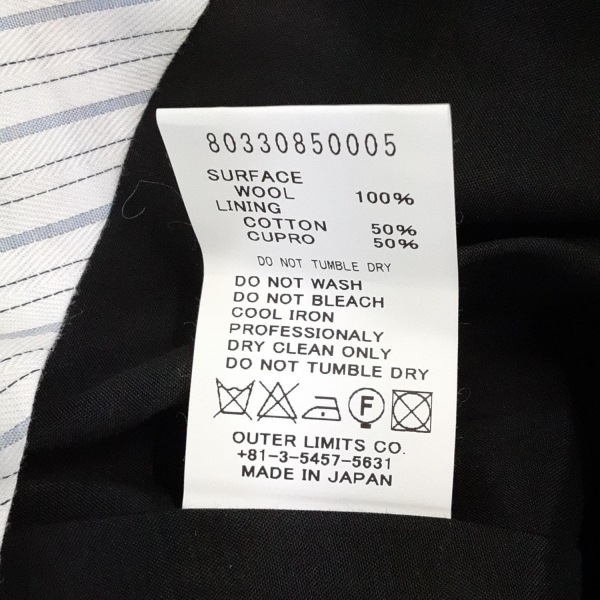 80330850005
SURFACE
WOOL 100%
LINING
COTTON 50%
CUPRO 50%
DO NOT TUMBLE DRY
DO NOT WASH
DO NOT BLEACH
COOL IRON
PROFESSIONALY
DRY CLEAN ONLY
DO NOT TUMBLE DRY
F
OUTER LIMITS CO.
+81-3-5457-5631
MADE IN JAPAN